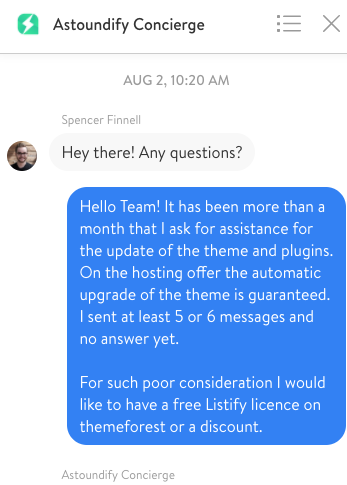 Astoundify Concierge
AUG 2, 10:20 AM
Spencer Finnell
Hey there! Any questions?
Hello Team! It has been more than a
month that I ask for assistance for
the update of the theme and plugins.
On the hosting offer the automatic
upgrade of the theme is guaranteed.
I sent at least 5 or 6 messages and
no answer yet.
For such poor consideration I would
like to have a free Listify licence on
themeforest or a discount.
Astoundify Concierge